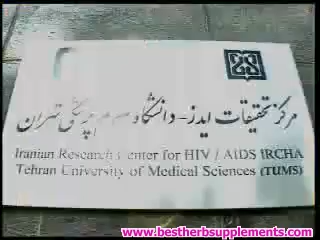 مرکز تحقیقات ایدز - دانشگاه علوم پزشکی تهران
Iranian Research Center for HIV / AIDS IRCHA
Tehran University of Medical Sciences (TUMS)
www.bestherbsupplements.com